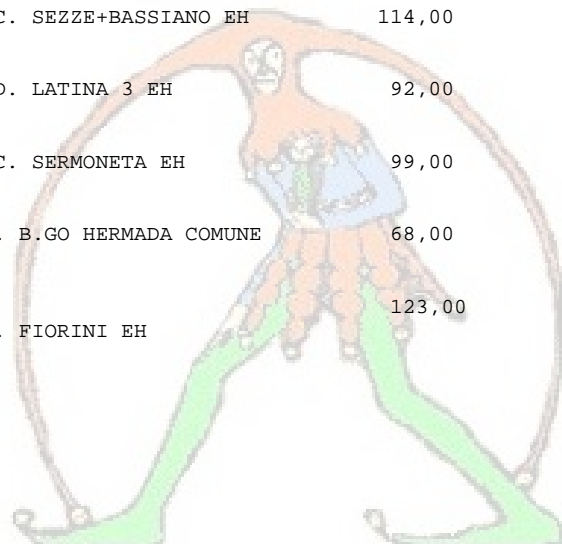 C. SEZZE+BASSIANO EH 114,00
D. LATINA 3 EH 92,00
C. SERMONETA EH 99,00
. B.GO HERMADA COMUNE 68,00
123,00
. FIORINI EH